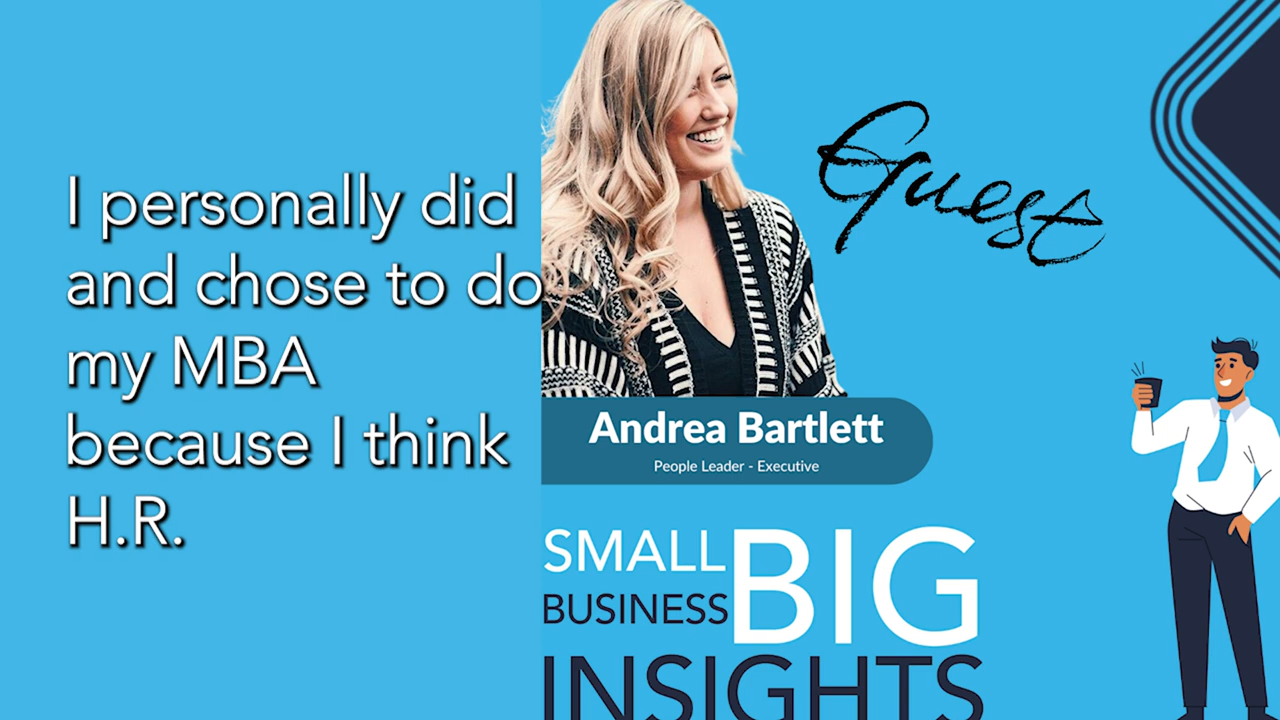 I personally did
and chose to do
my MBA
because I think
H.R.
Guest
Andrea Bartlett
People Leader - Executive
SMALL
BUSINESS
BIG
INSIGHTS